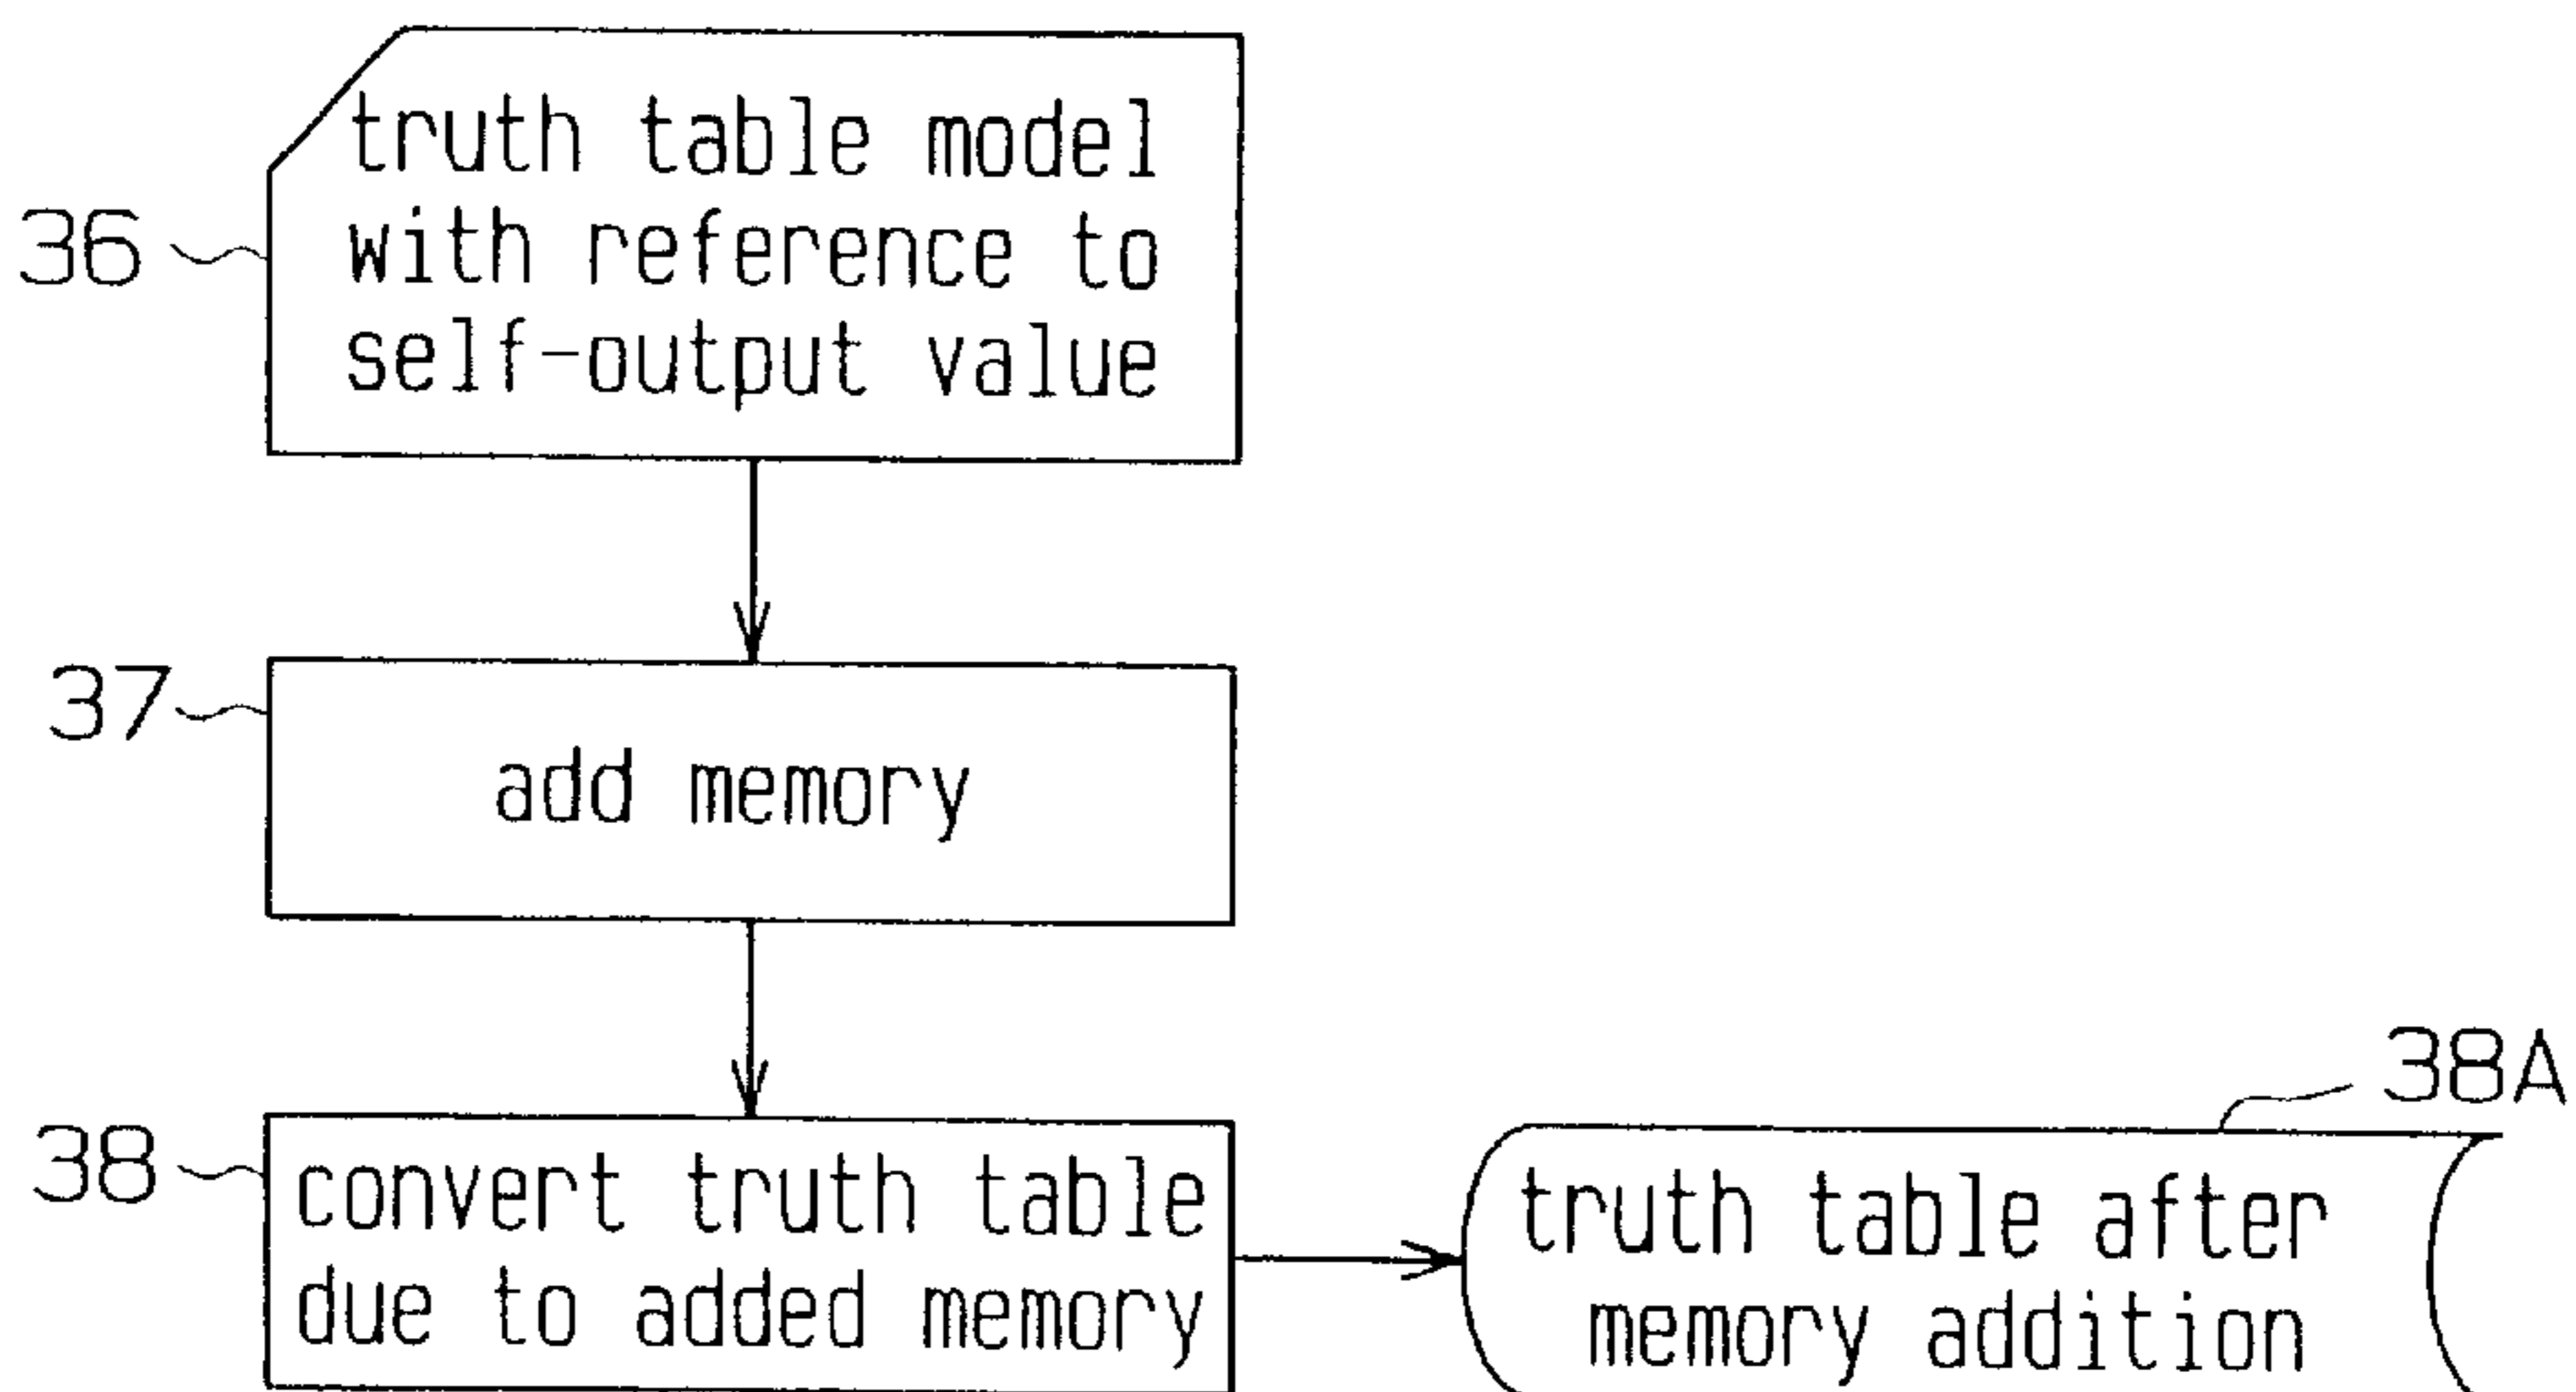 truth table model
36 with reference to
self-output value
37
add memory
38A
38 convert truth table
due to added memory
truth table after
memory addition